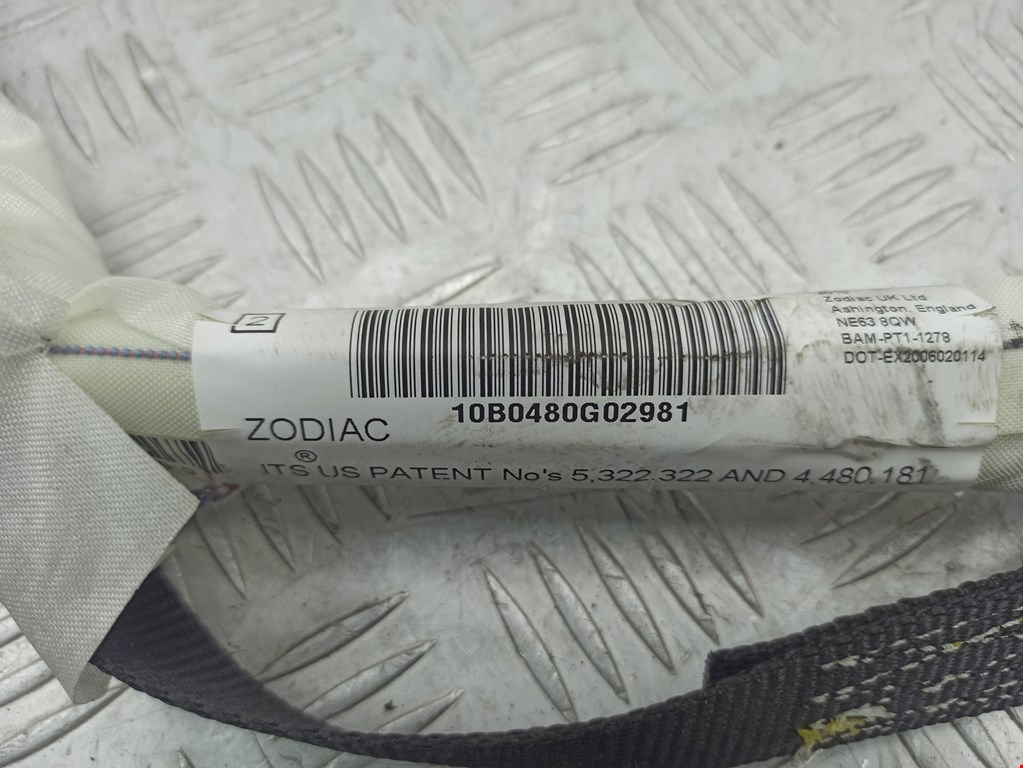 2
Zodiac UK Ltd
Ashington, England
NE63 8QW
BAM-PT1-1278
DOT-EX2006020114
10B0480G02981
ZODIAC
®
ITS US PATENT No's 5,322.322 AND 4.480.181